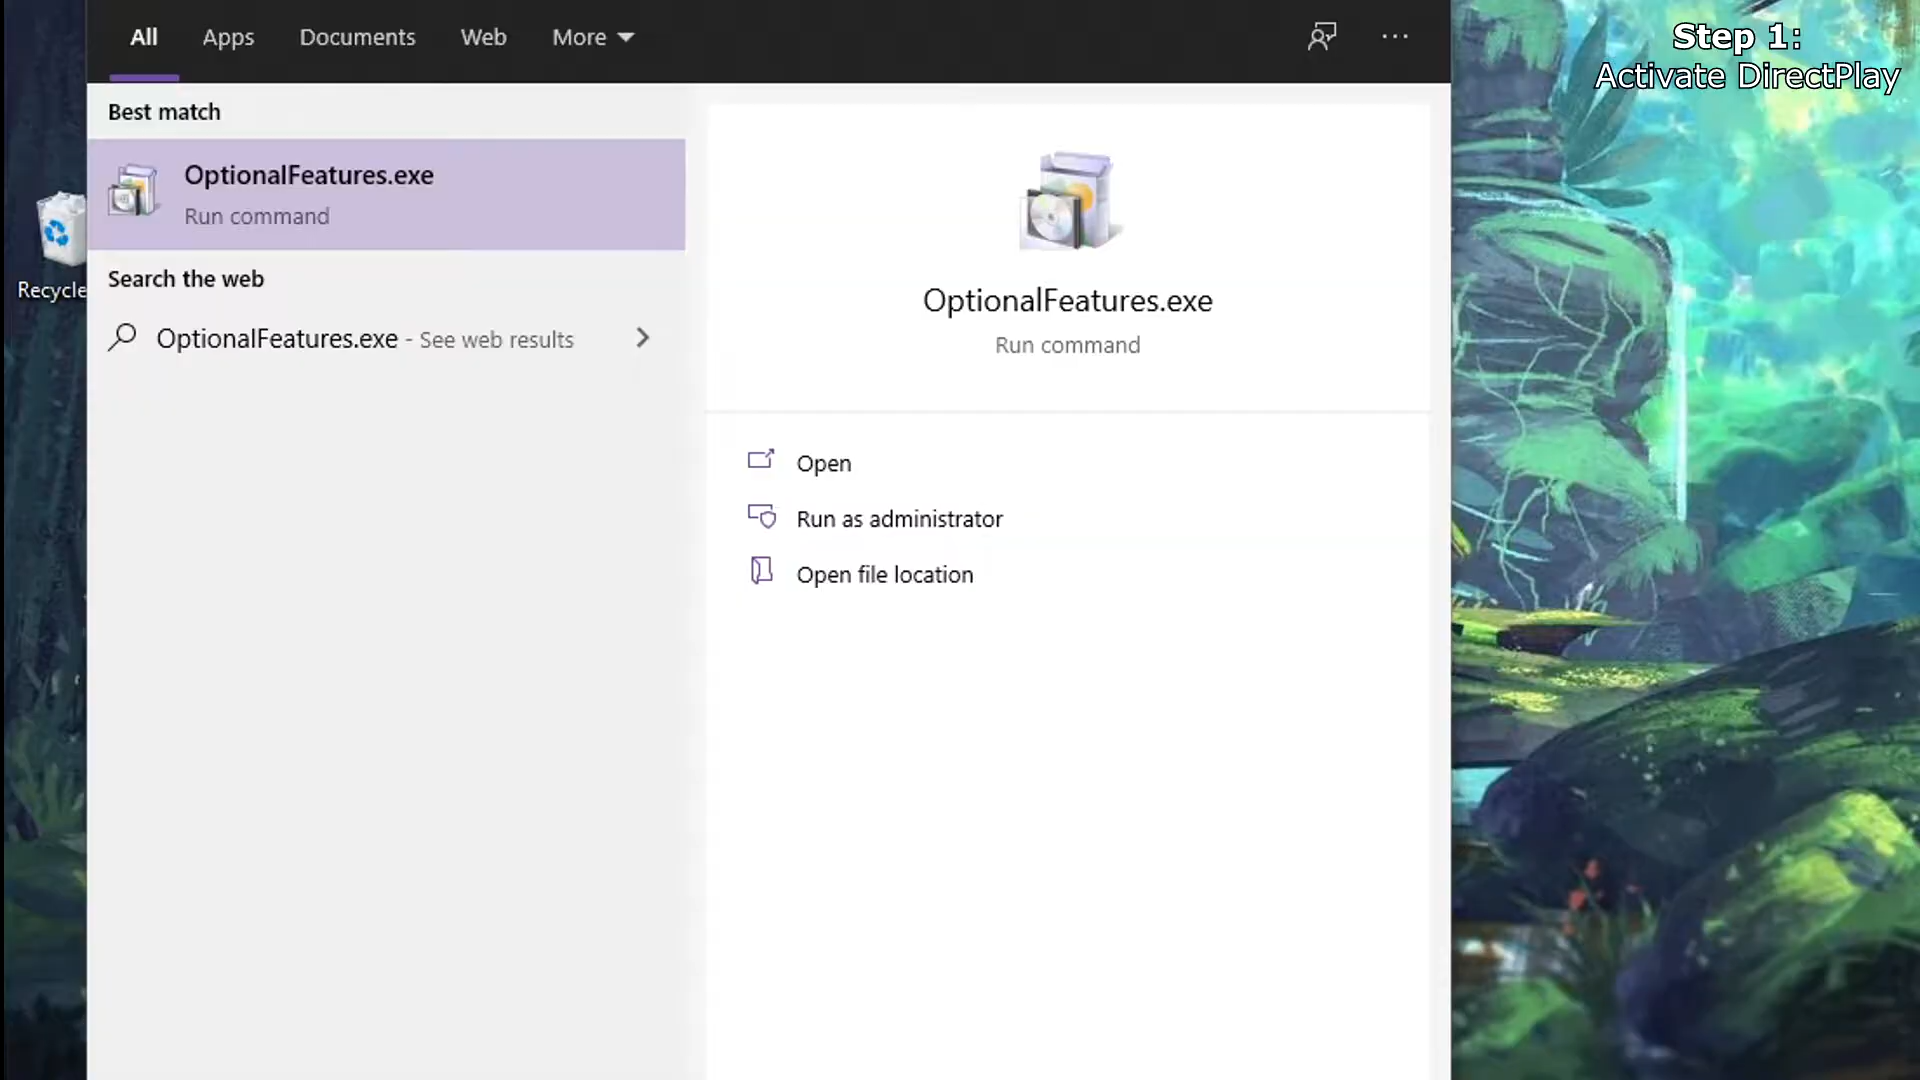 All
Apps
Documents
Web
More
Step 1:
Activate DirectPlay
Best match
OptionalFeatures.exe
Run command
Recycle
Search the web
OptionalFeatures.exe - See web results
OptionalFeatures.exe
Run command
Open
Run as administrator
Open file location